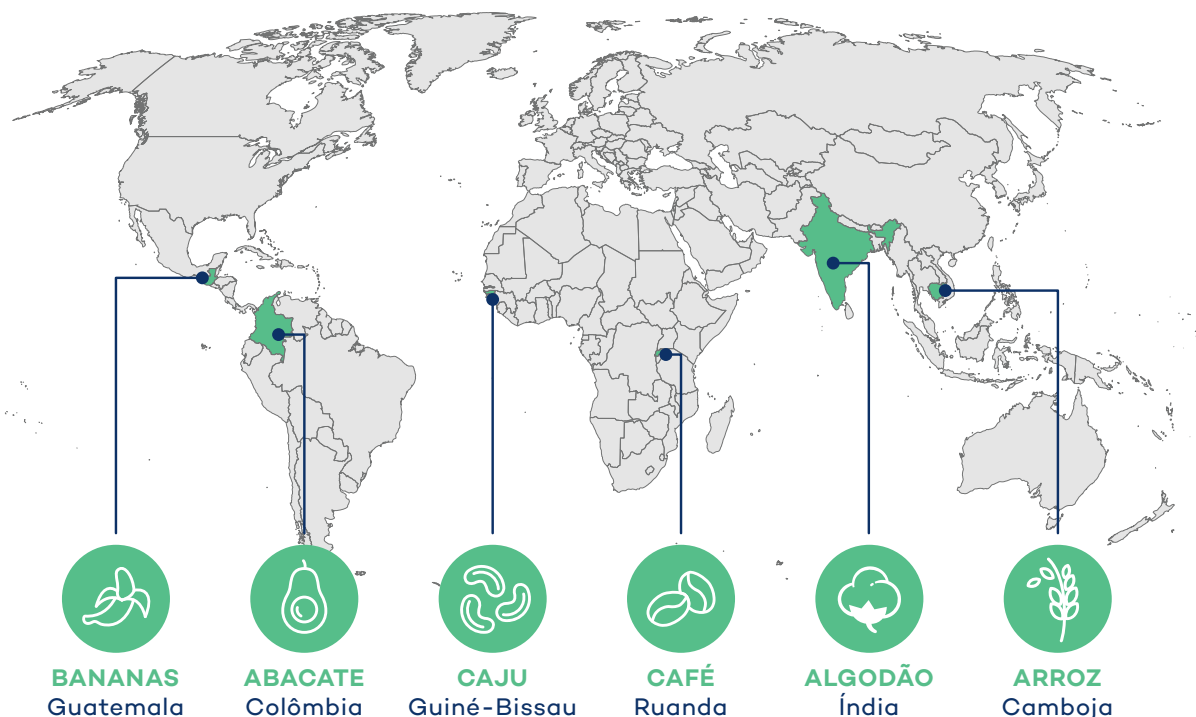 BANANAS
Guatemala
ABACATE
Colômbia
CAJU
Guiné-Bissau
CAFÉ
Ruanda
ALGODÃO
Índia
ARROZ
Camboja